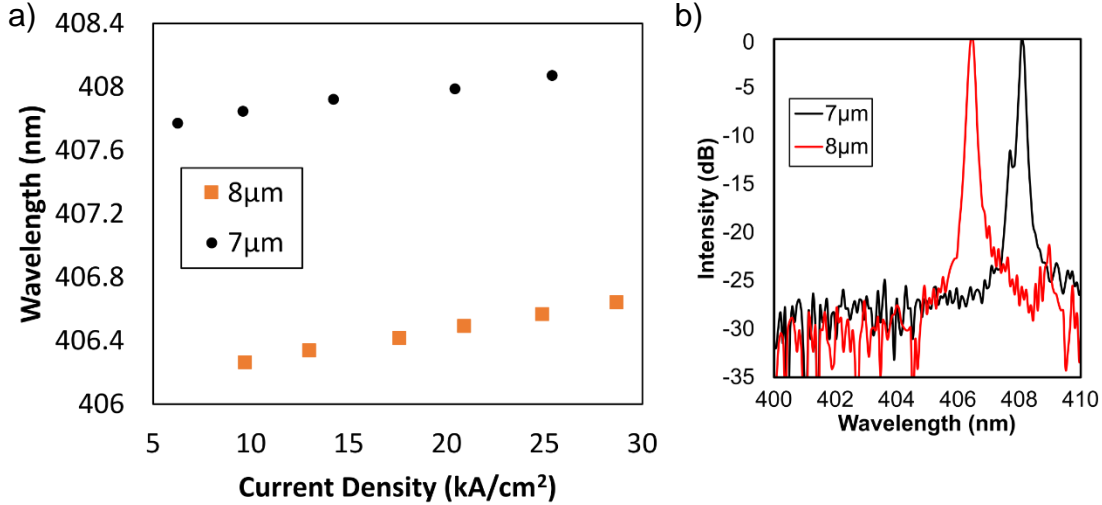 a)
408.4
408
407.6
407.2
406.8
406.4
406
Wavelength (nm)
8µm
7µm
5 10 15 20 25 30
Current Density (kA/cm²)
b)
0
-5
-10
-15
-20
-25
-30
-35
Intensity (dB)
7µm
8µm
400 402 404 406 408 410
Wavelength (nm)